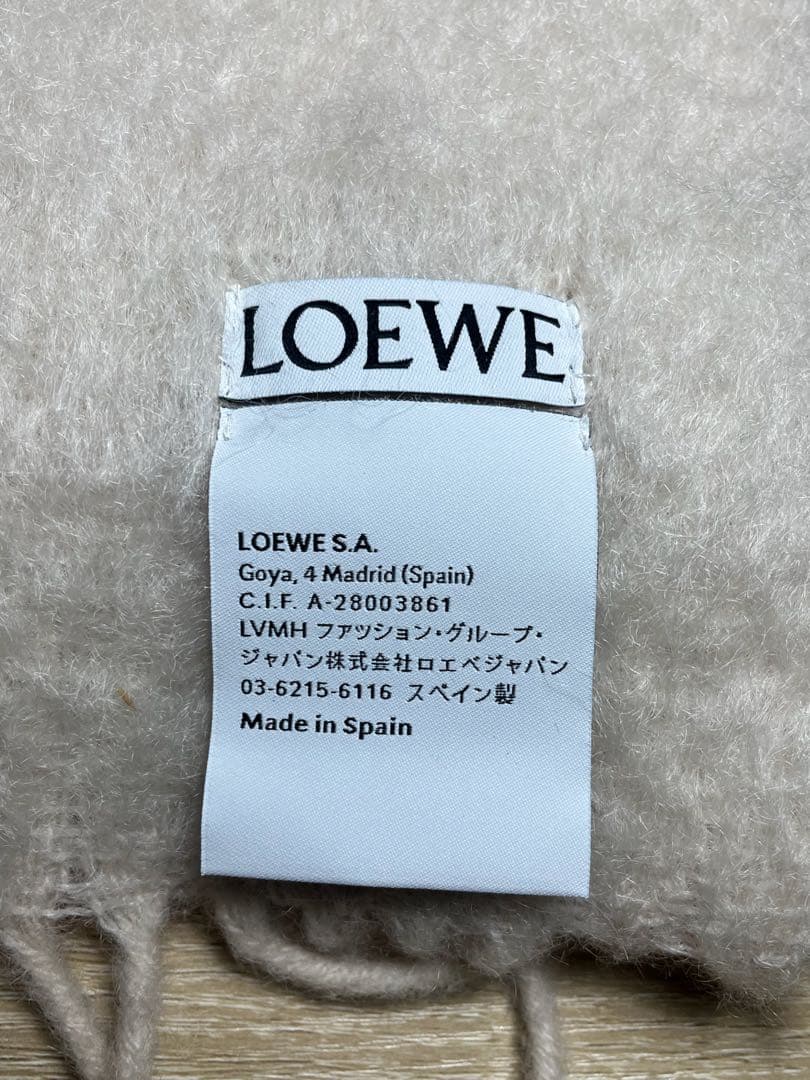 LOEWE
LOEWE S.A.
Goya, 4 Madrid (Spain)
C.I.F. A-28003861
LVMH ファッション・グループ・
ジャパン株式会社ロエベジャパン
03-6215-6116 スペイン製
Made in Spain